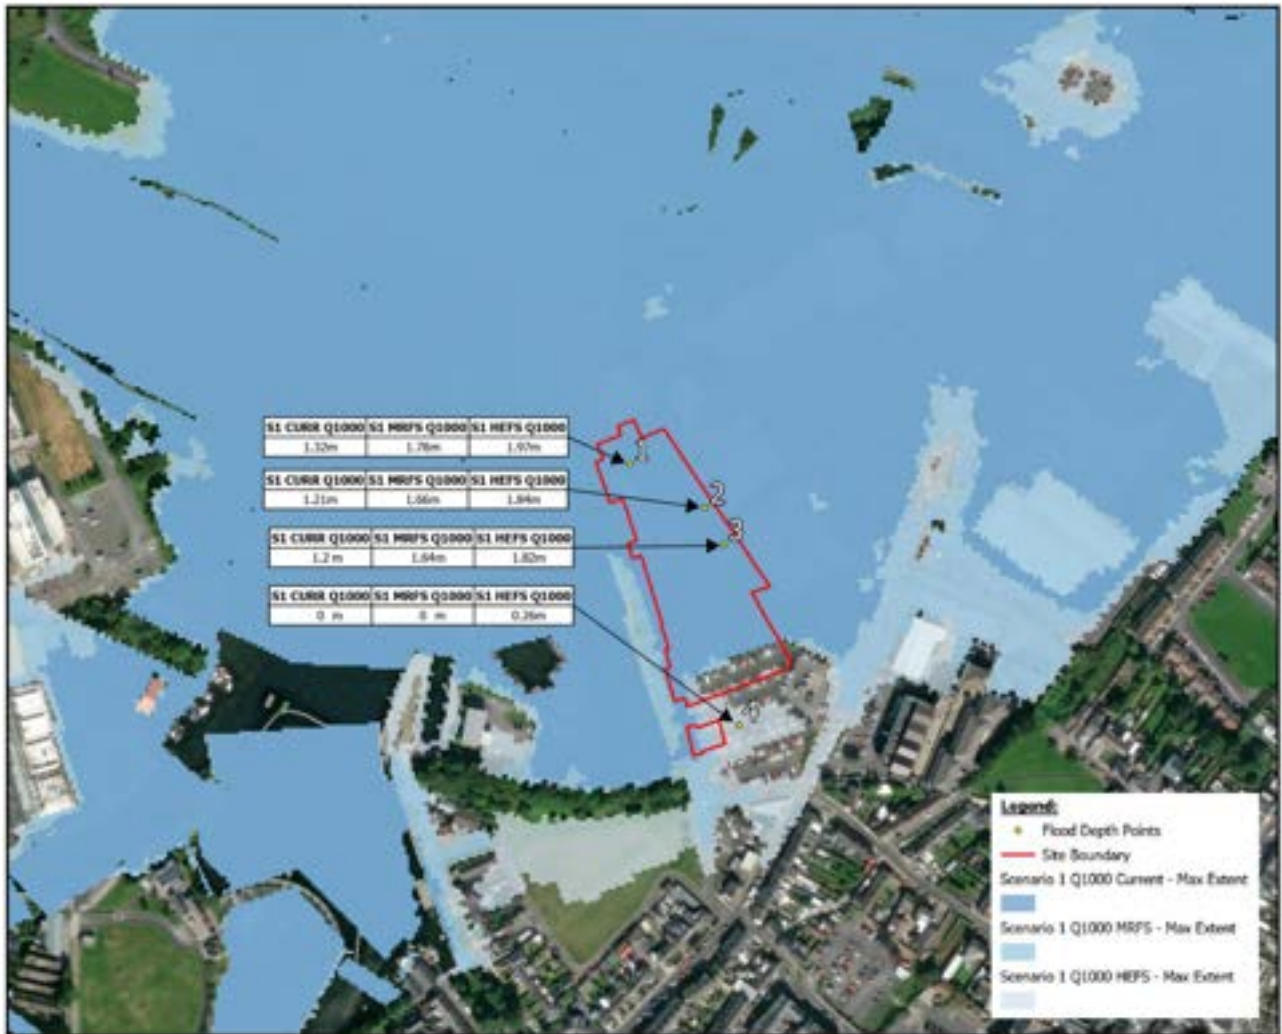 S1 CURR Q1000 S1 MRFS Q1000 S1 HEFS Q1000
1.32m 1.78m 1.97m
S1 CURR Q1000 S1 MRFS Q1000 S1 HEFS Q1000
1.21m 1.66m 1.84m
S1 CURR Q1000 S1 MRFS Q1000 S1 HEFS Q1000
1.2 m 1.64m 1.82m
S1 CURR Q1000 S1 MRFS Q1000 S1 HEFS Q1000
0 m 0 m 0.26m
1
2
3
Legend:
Flood Depth Points
Site Boundary
Scenario 1 Q1000 Current - Max Extent
Scenario 1 Q1000 MRFS - Max Extent
Scenario 1 Q1000 HEFS - Max Extent